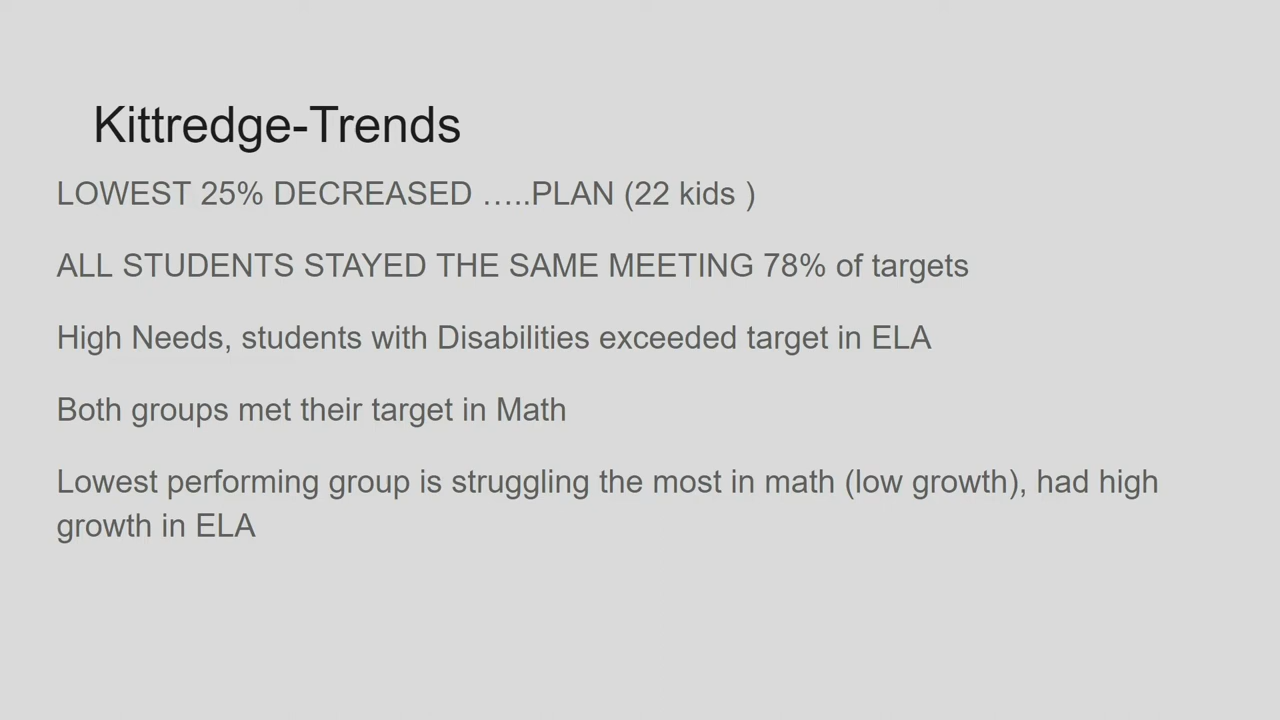 Kittredge-Trends
LOWEST 25% DECREASED …..PLAN (22 kids )
ALL STUDENTS STAYED THE SAME MEETING 78% of targets
High Needs, students with Disabilities exceeded target in ELA
Both groups met their target in Math
Lowest performing group is struggling the most in math (low growth), had high
growth in ELA